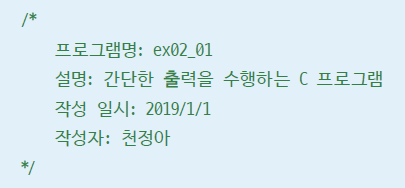 /*
프로그램명: ex02_01
설명: 간단한 출력을 수행하는 C 프로그램
작성 일시: 2019/1/1
작성자: 천정아
*/